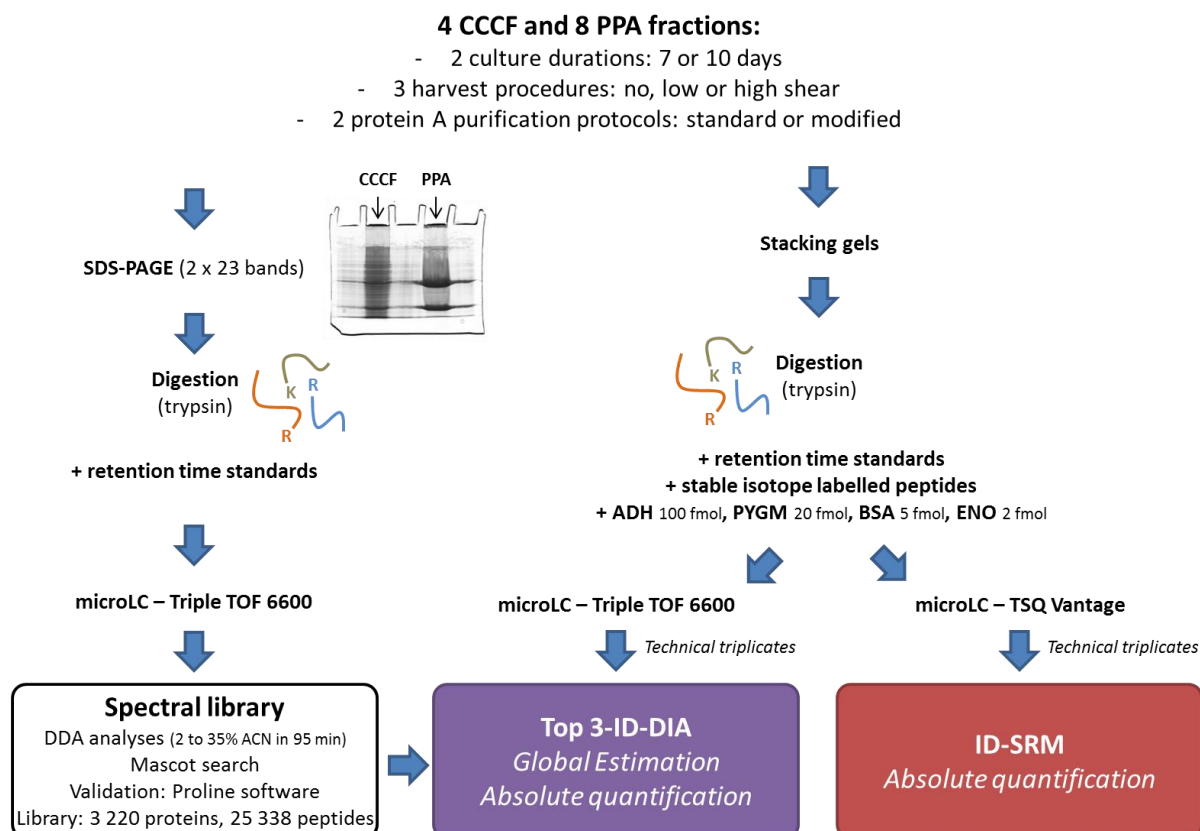 4 CCCF and 8 PPA fractions:
- 2 culture durations: 7 or 10 days
- 3 harvest procedures: no, low or high shear
- 2 protein A purification protocols: standard or modified
CCCF PPA
SDS-PAGE (2 x 23 bands)
Digestion
(trypsin)
K R
R
+ retention time standards
microLC – Triple TOF 6600
Spectral library
DDA analyses (2 to 35% ACN in 95 min)
Mascot search
Validation: Proline software
Library: 3 220 proteins, 25 338 peptides
Stacking gels
Digestion
(trypsin)
K R
R
+ retention time standards
+ stable isotope labelled peptides
+ ADH 100 fmol, PYGM 20 fmol, BSA 5 fmol, ENO 2 fmol
microLC – Triple TOF 6600
Technical triplicates
Top 3-ID-DIA
Global Estimation
Absolute quantification
microLC – TSQ Vantage
Technical triplicates
ID-SRM
Absolute quantification